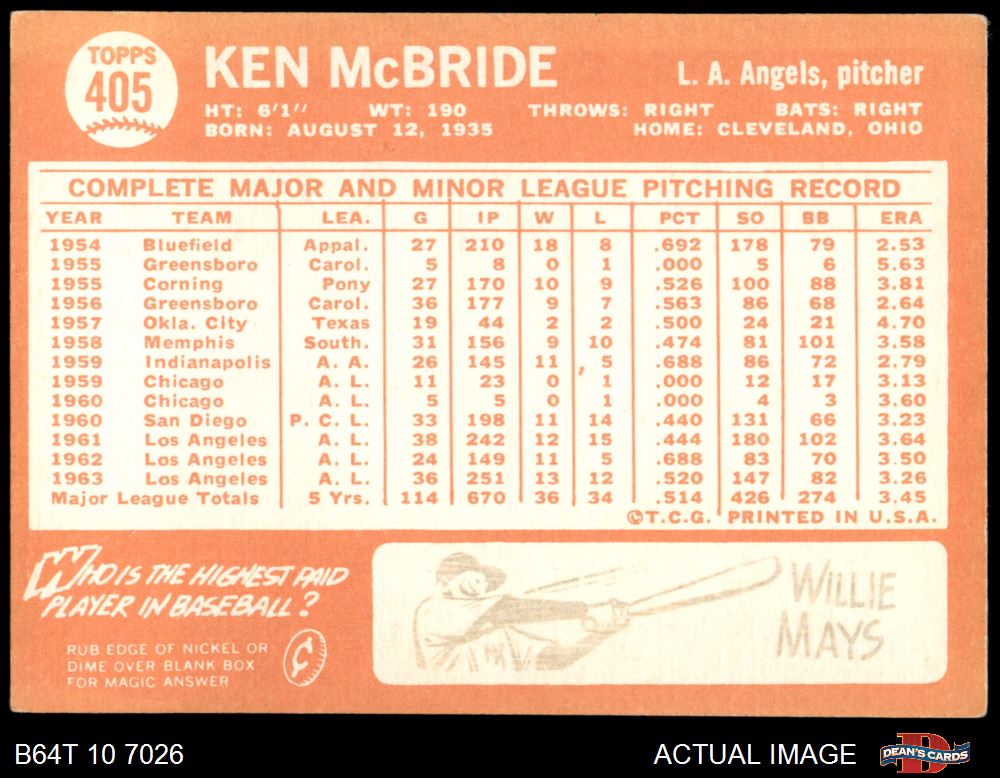 TOPPS
405
KEN McBRIDE
L. A. Angels, pitcher
HT: 6'1" WT: 190 THROWS: RIGHT BATS: RIGHT
BORN: AUGUST 12, 1935 HOME: CLEVELAND, OHIO
COMPLETE MAJOR AND MINOR LEAGUE PITCHING RECORD
YEAR TEAM LEA. G IP W L PCT SO BB ERA
1954 Bluefield Appal. 27 210 18 8 .692 178 79 2.53
1955 Greensboro Carol. 5 8 0 1 .000 5 6 5.63
1955 Corning Pony 27 170 10 9 .526 100 88 3.81
1956 Greensboro Carol. 36 177 9 7 .563 86 68 2.64
1957 Okla. City Texas 19 44 2 2 .500 24 21 4.70
1958 Memphis South. 31 156 9 10 .474 81 101 3.58
1959 Indianapolis A. A. 26 145 11 5 .688 86 72 2.79
1959 Chicago A. L. 11 23 0 1 .000 12 17 3.13
1960 Chicago A. L. 5 5 0 1 .000 4 3 3.60
1960 San Diego P. C. L. 33 198 11 14 .440 131 66 3.23
1961 Los Angeles A. L. 38 242 12 15 .444 180 102 3.64
1962 Los Angeles A. L. 24 149 11 5 .688 83 70 3.50
1963 Los Angeles A. L. 36 251 13 12 .520 147 82 3.26
Major League Totals 5 Yrs. 114 670 36 34 .514 426 274 3.45
©T.C.G. PRINTED IN U.S.A.
WHO IS THE HIGHEST PAID
PLAYER IN BASEBALL?
RUB EDGE OF NICKEL OR
DIME OVER BLANK BOX
FOR MAGIC ANSWER
¢
WILLIE
MAYS
B64T 10 7026
ACTUAL IMAGE
DEAN'S CARDS